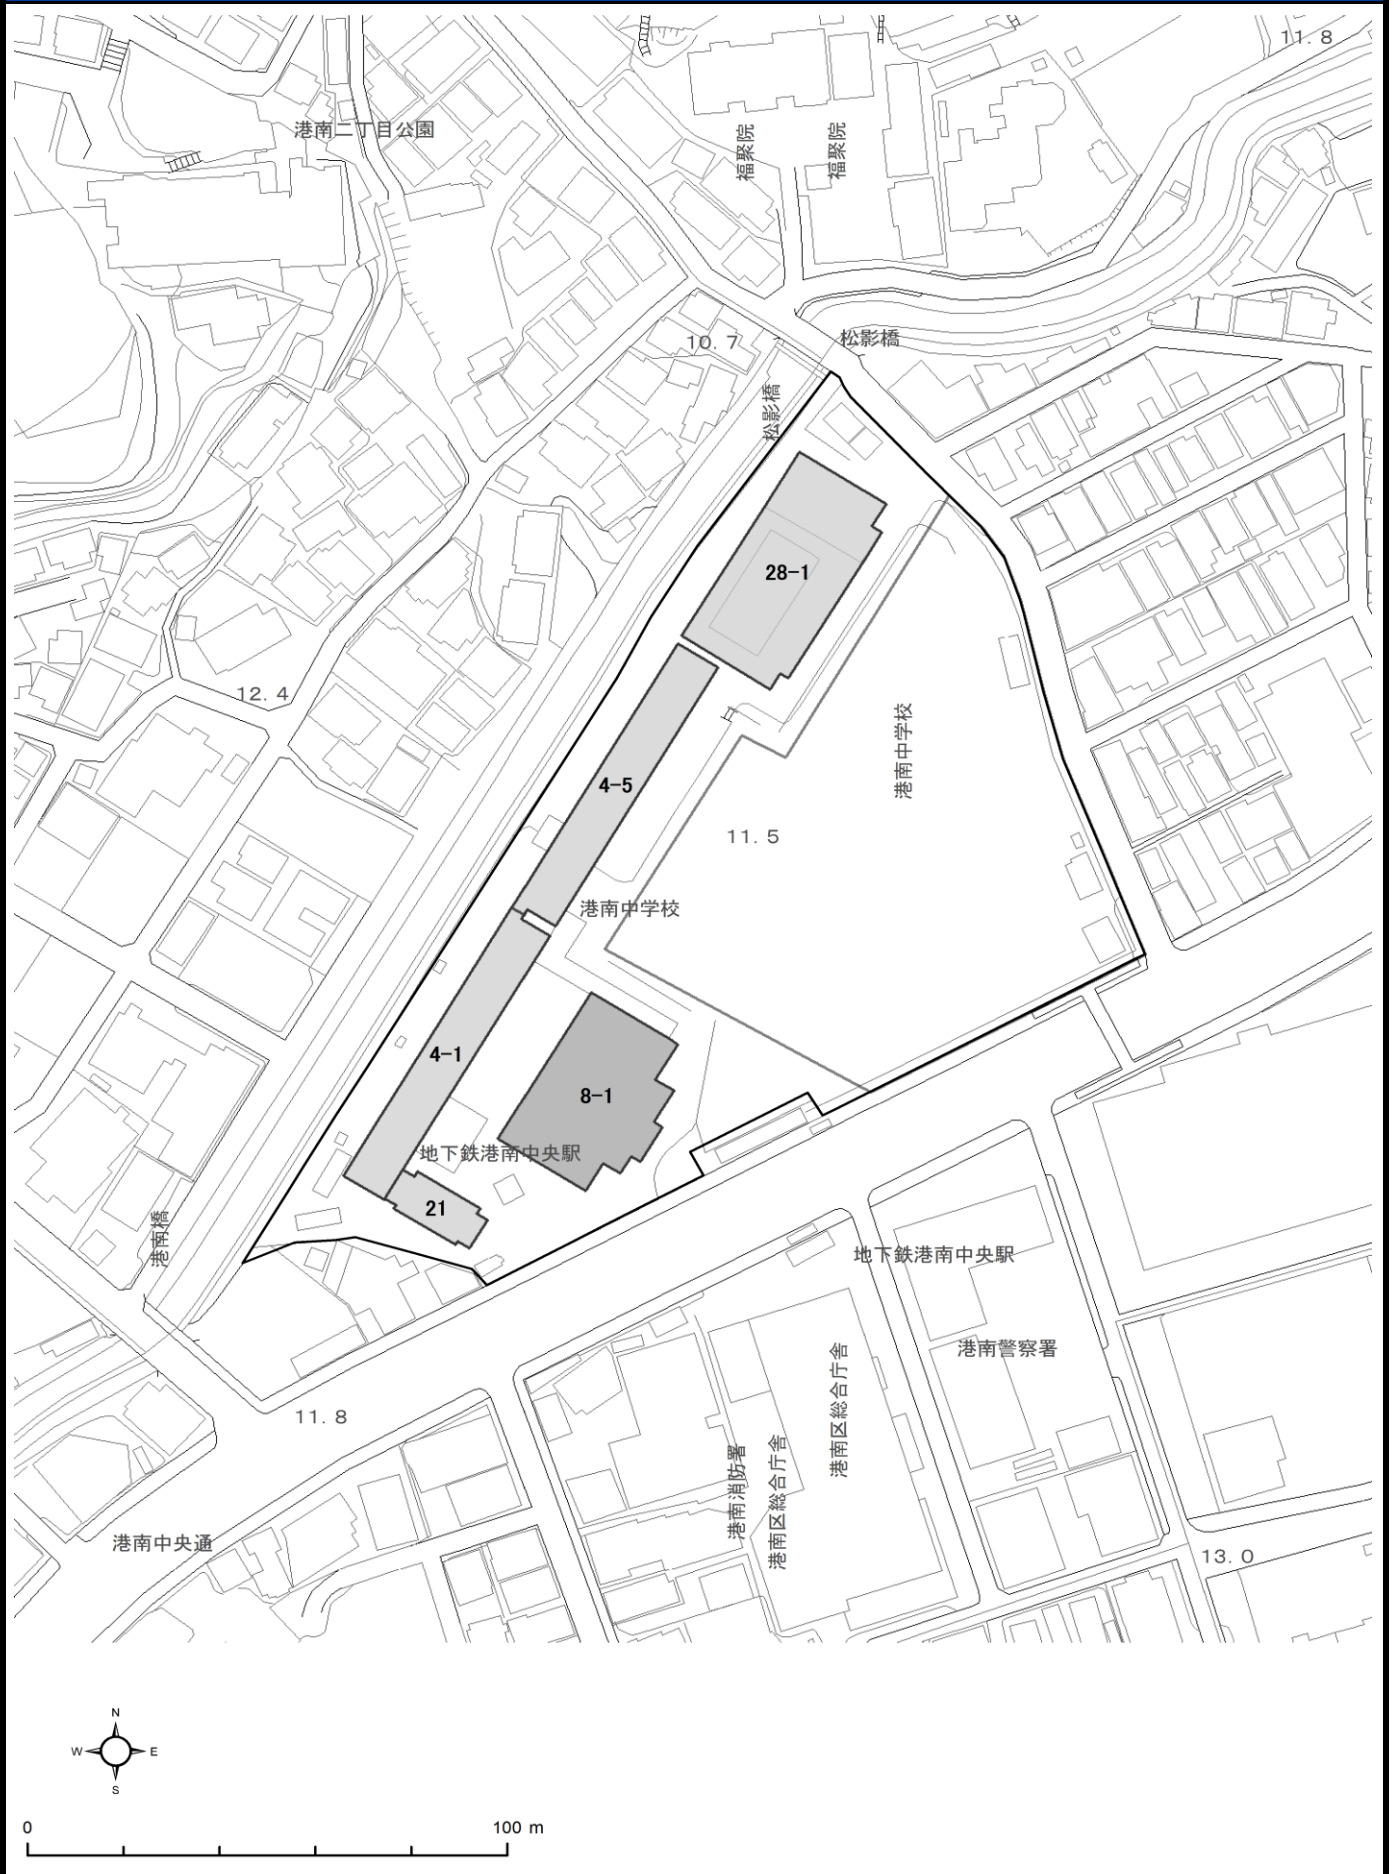 11.8
港南二丁目公園
福聚院
福聚院
10.7
松影橋
松影橋
28-1
12.4
港南中学校
4-5
11.5
港南中学校
4-1
8-1
地下鉄港南中央駅
21
港南橋
地下鉄港南中央駅
港南警察署
港南区総合庁舎
11.8
港南消防署
港南区総合庁舎
港南中央通
13.0
N
W E
S
0 100 m